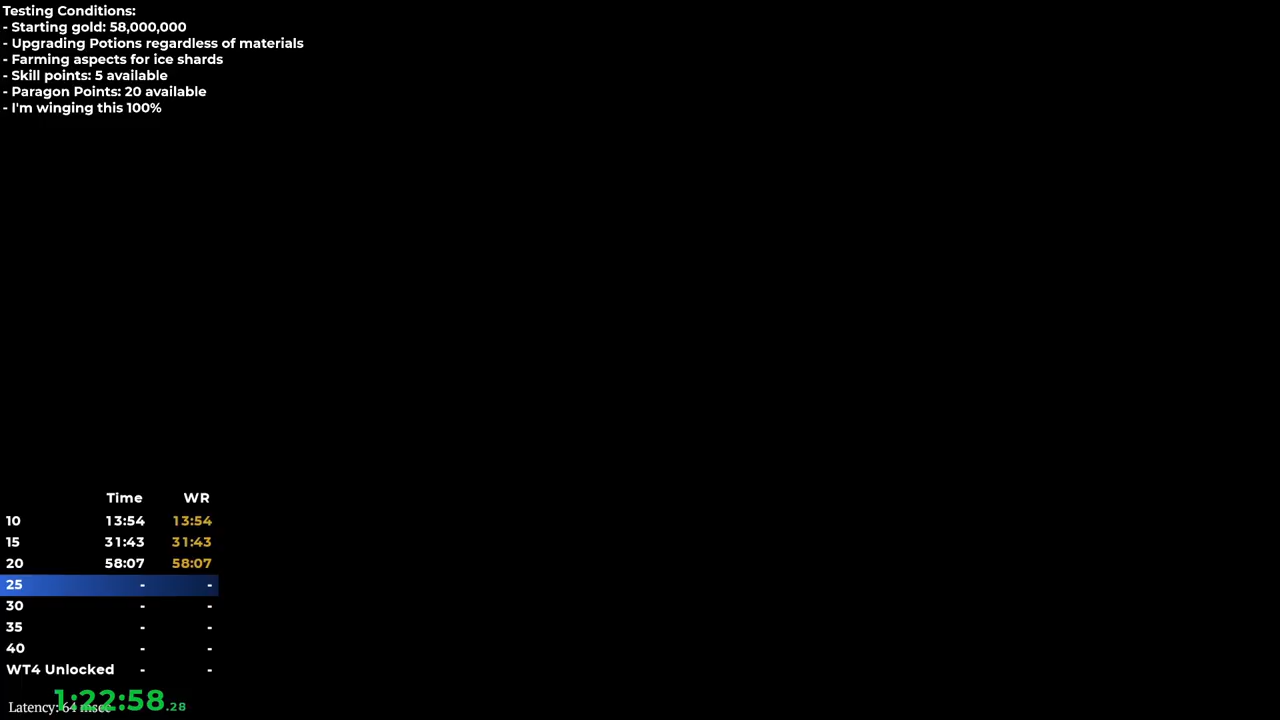 Testing Conditions:
- Starting gold: 58,000,000
- Upgrading Potions regardless of materials
- Farming aspects for ice shards
- Skill points: 5 available
- Paragon Points: 20 available
- I'm winging this 100%
Time WR
10 13:54 13:54
15 31:43 31:43
20 58:07 58:07
25 - -
30 - -
35 - -
40 - -
WT4 Unlocked - -
1:22:58.28
Latency: 64 msec